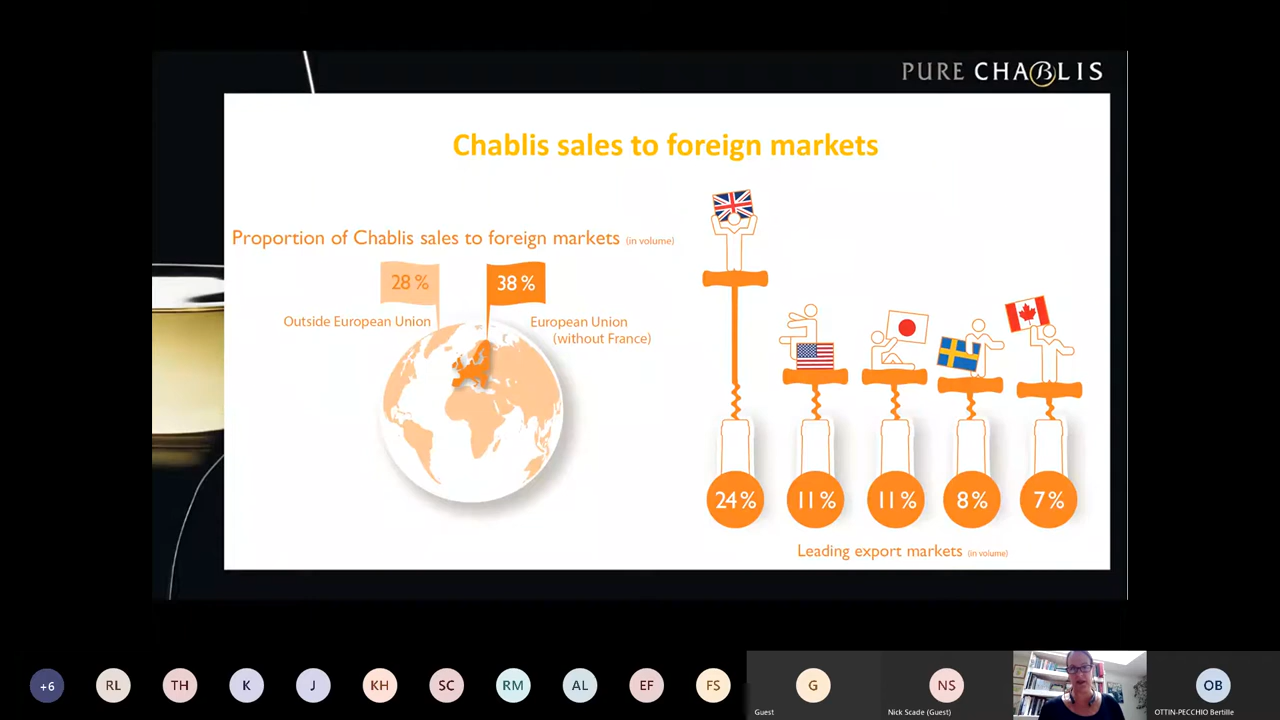 PURE CHABLIS
Chablis sales to foreign markets
Proportion of Chablis sales to foreign markets (in volume)
28 %
38 %
Outside European Union
European Union
(without France)
24 %
11 %
11 %
8 %
7 %
Leading export markets (in volume)
+6
RL
TH
K
J
KH
SC
RM
AL
EF
FS
G
NS
OB
Guest
Nick Scade (Guest)
OTTIN-PECCHIO Bertille